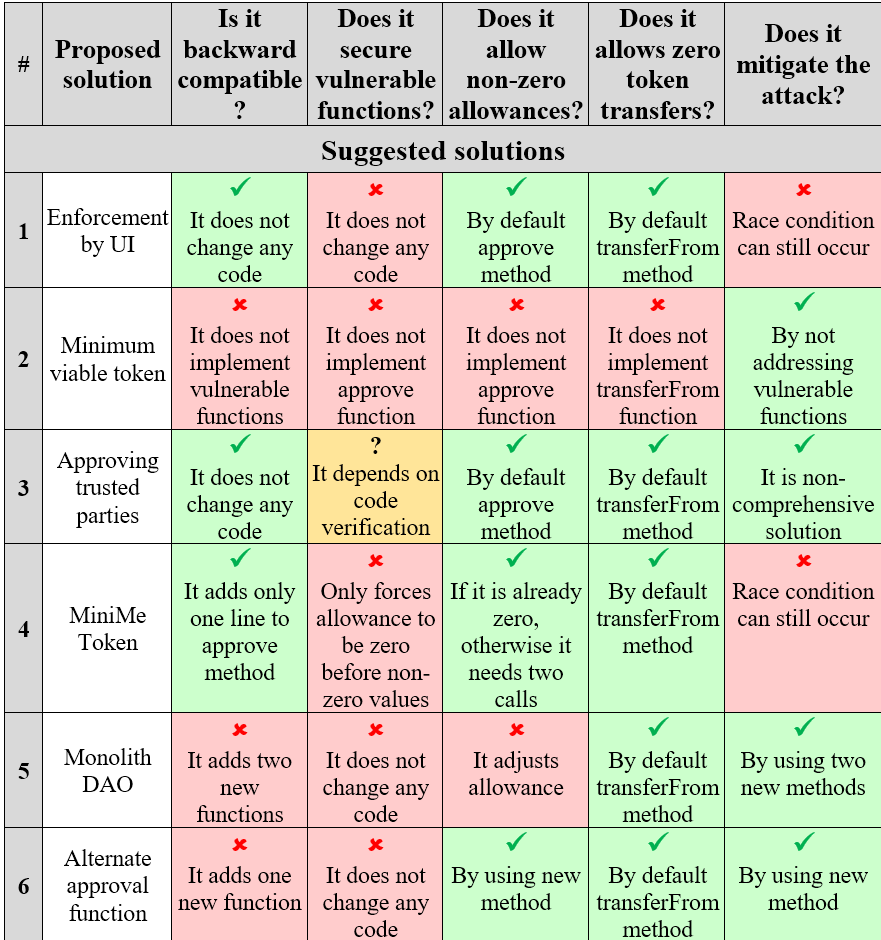 #
Proposed
solution
Is it
backward
compatible
?
Does it
secure
vulnerable
functions?
Does it
allow
non-zero
allowances?
Does it
allows zero
token
transfers?
Does it
mitigate the
attack?
Suggested solutions
1
Enforcement
by UI
✓
It does not
change any
code
✗
It does not
change any
code
✓
By default
approve
method
✓
By default
transferFrom
method
✗
Race condition
can still occur
2
Minimum
viable token
✗
It does not
implement
vulnerable
functions
✗
It does not
implement
approve
function
✗
It does not
implement
approve
function
✗
It does not
implement
transferFrom
function
✓
By not
addressing
vulnerable
functions
3
Approving
trusted
parties
✓
It does not
change any
code
?
It depends on
code
verification
✓
By default
approve
method
✓
By default
transferFrom
method
✓
It is non-
comprehensive
solution
4
MiniMe
Token
✓
It adds only
one line to
approve
method
✗
Only forces
allowance to
be zero
before non-
zero values
✓
If it is already
zero,
otherwise it
needs two
calls
✓
By default
transferFrom
method
✗
Race condition
can still occur
5
Monolith
DAO
✗
It adds two
new
functions
✗
It does not
change any
code
✗
It adjusts
allowance
✓
By default
transferFrom
method
✓
By using two
new methods
6
Alternate
approval
function
✗
It adds one
new function
✗
It does not
change any
code
✓
By using new
method
✓
By default
transferFrom
method
✓
By using new
method